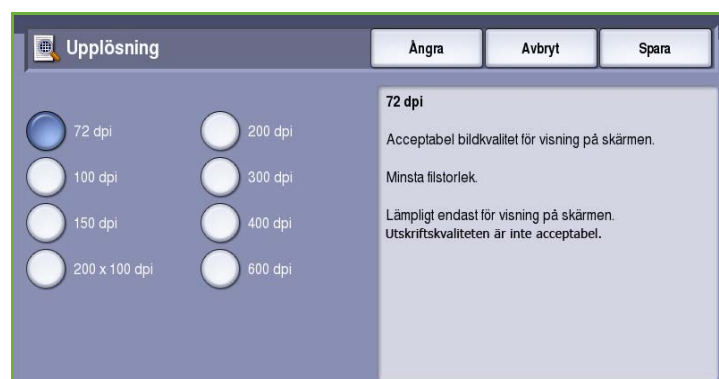 Upplösning
Ångra
Avbryt
Spara
72 dpi
200 dpi
100 dpi
300 dpi
150 dpi
400 dpi
200 x 100 dpi
600 dpi
72 dpi
Acceptabel bildkvalitet för visning på skärmen.
Minsta filstorlek.
Lämpligt endast för visning på skärmen.
Utskriftskvaliteten är inte acceptabel.